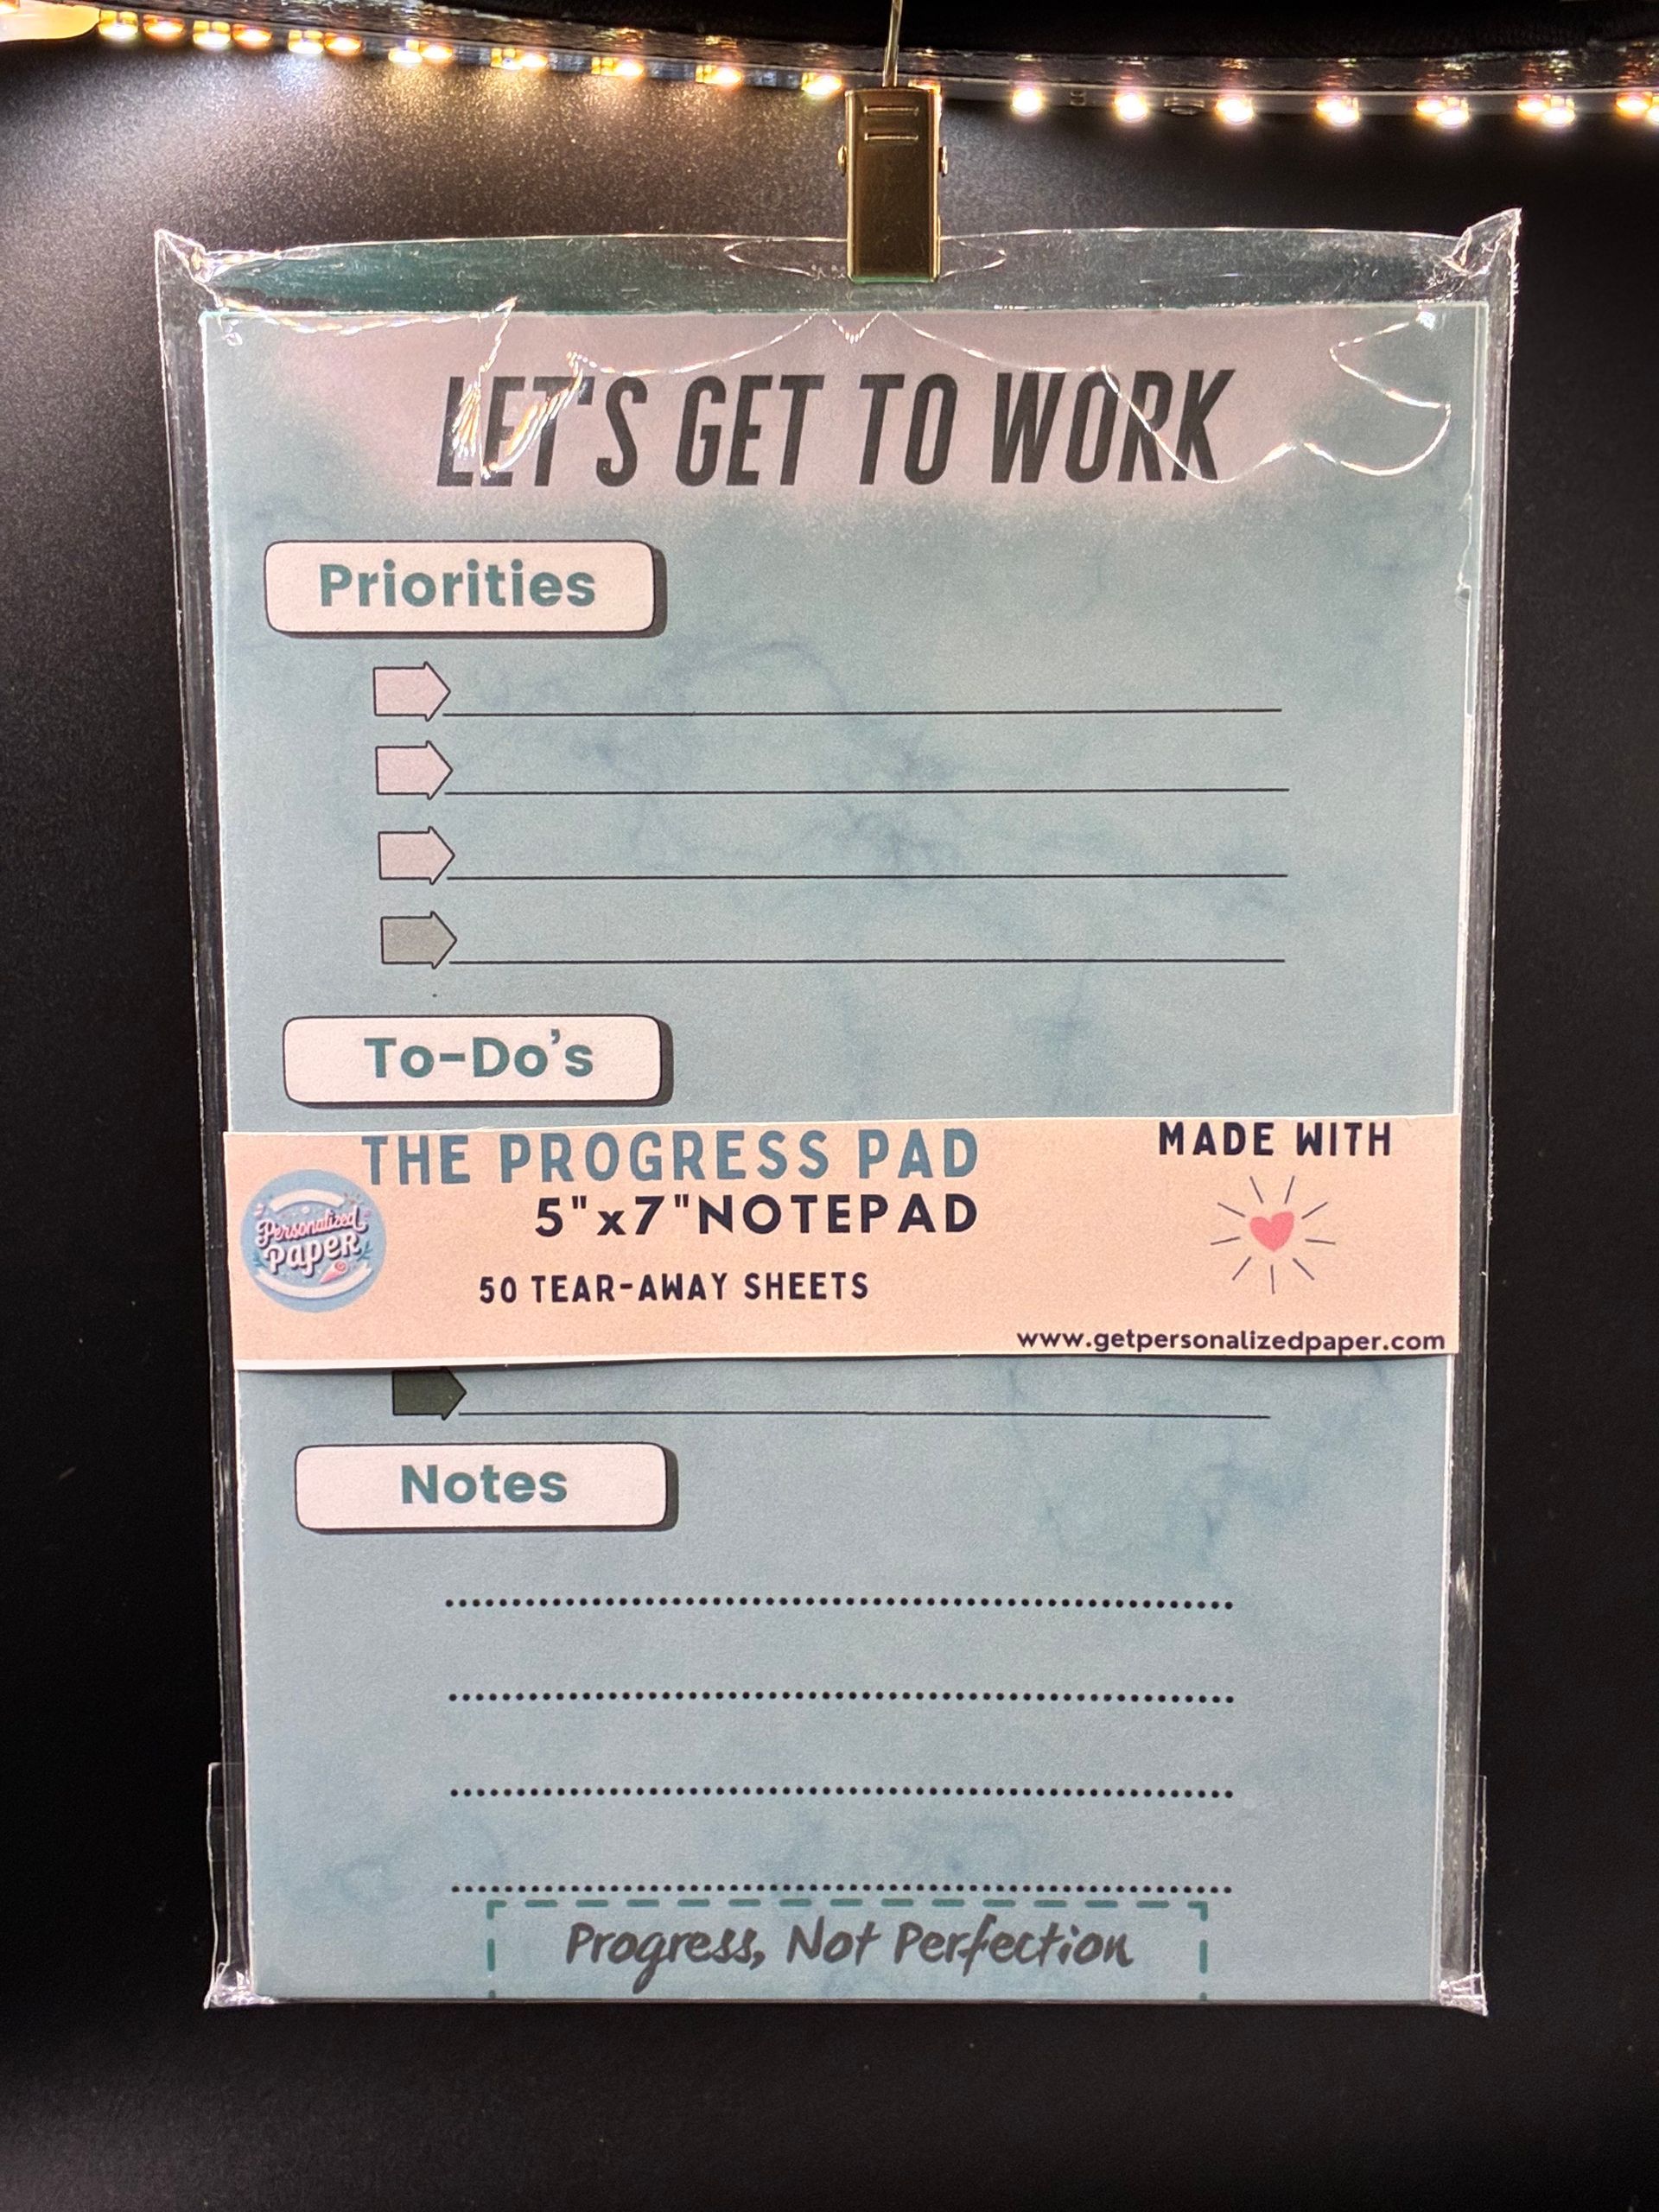 LET'S GET TO WORK
Priorities
To-Do's
THE PROGRESS PAD
5"x7"NOTEPAD
50 TEAR-AWAY SHEETS
Personalized
Paper
MADE WITH
www.getpersonalizedpaper.com
Notes
Progress, Not Perfection